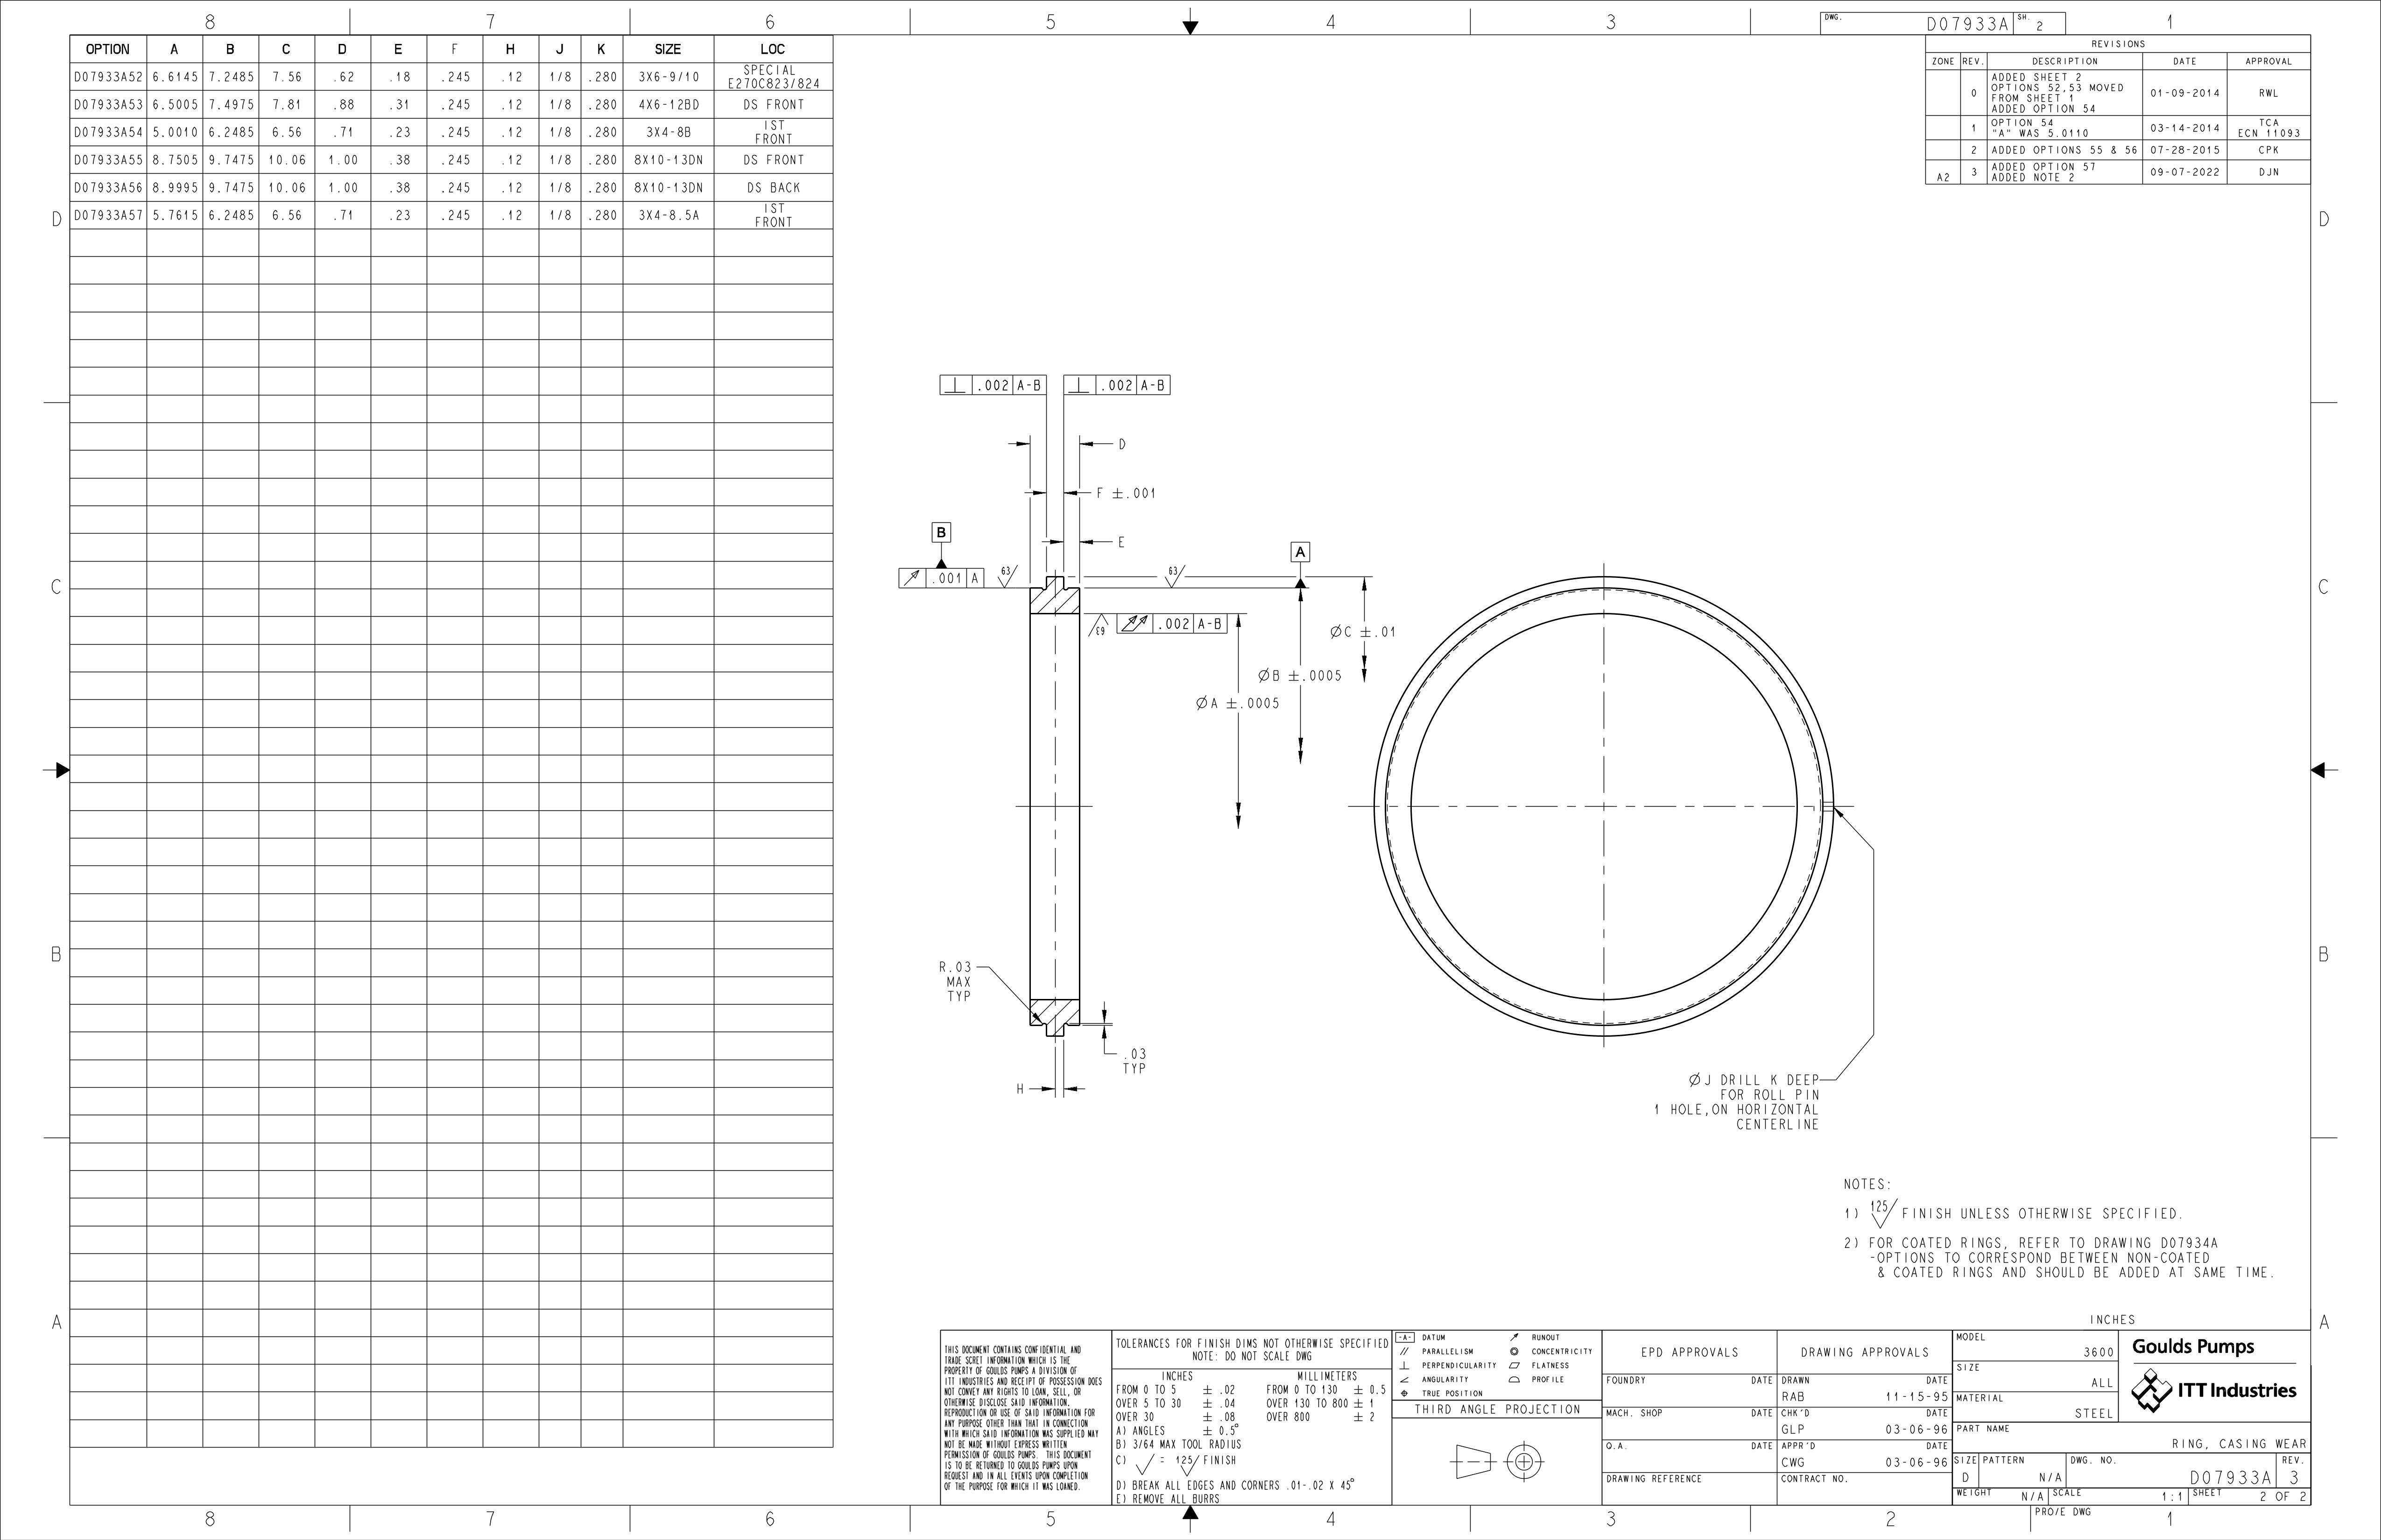 8 7 6 5 4 3 1
DWG. D07933A SH. 2
OPTION A B C D E F H J K SIZE LOC
D07933A52 6.6145 7.2485 7.56 .62 .18 .245 .12 1/8 .280 3X6-9/10 SPECIAL
E270C823/824
D07933A53 6.5005 7.4975 7.81 .88 .31 .245 .12 1/8 .280 4X6-12BD DS FRONT
D07933A54 5.0010 6.2485 6.56 .71 .23 .245 .12 1/8 .280 3X4-8B IST
FRONT
D07933A55 8.7505 9.7475 10.06 1.00 .38 .245 .12 1/8 .280 8X10-13DN DS FRONT
D07933A56 8.9995 9.7475 10.06 1.00 .38 .245 .12 1/8 .280 8X10-13DN DS BACK
D07933A57 5.7615 6.2485 6.56 .71 .23 .245 .12 1/8 .280 3X4-8.5A IST
FRONT
REVISIONS
ZONE REV. DESCRIPTION DATE APPROVAL
0 ADDED SHEET 2
OPTIONS 52,53 MOVED
FROM SHEET 1
ADDED OPTION 54
01-09-2014 RWL
1 OPTION 54
"A" WAS 5.0110
03-14-2014 TCA
ECN 11093
2 ADDED OPTIONS 55 & 56 07-28-2015 CPK
A2 3 ADDED OPTION 57
ADDED NOTE 2
09-07-2022 DJN
D D
⊥ .002 A-B ⊥ .002 A-B
D
F ±.001
E
B
A
.001 A 63 63
C C
63 .002 A-B
ØC ±.01
ØB ±.0005
ØA ±.0005
B B
R.03
MAX
TYP
.03
TYP
H
ØJ DRILL K DEEP
FOR ROLL PIN
1 HOLE,ON HORIZONTAL
CENTERLINE
NOTES:
1) 125 FINISH UNLESS OTHERWISE SPECIFIED.
2) FOR COATED RINGS, REFER TO DRAWING D07934A
-OPTIONS TO CORRESPOND BETWEEN NON-COATED
& COATED RINGS AND SHOULD BE ADDED AT SAME TIME.
A A
INCHES
THIS DOCUMENT CONTAINS CONFIDENTIAL AND
TRADE SCRET INFORMATION WHICH IS THE
PROPERTY OF GOULDS PUMPS A DIVISION OF
ITT INDUSTRIES AND RECEIPT OF POSSESSION DOES
NOT CONVEY ANY RIGHTS TO LOAN, SELL, OR
OTHERWISE DISCLOSE SAID INFORMATION.
REPRODUCTION OR USE OF SAID INFORMATION FOR
ANY PURPOSE OTHER THAN THAT IN CONNECTION
WITH WHICH SAID INFORMATION WAS SUPPLIED MAY
NOT BE MADE WITHOUT EXPRESS WRITTEN
PERMISSION OF GOULDS PUMPS. THIS DOCUMENT
IS TO BE RETURNED TO GOULDS PUMPS UPON
REQUEST AND IN ALL EVENTS UPON COMPLETION
OF THE PURPOSE FOR WHICH IT WAS LOANED.
TOLERANCES FOR FINISH DIMS NOT OTHERWISE SPECIFIED
NOTE: DO NOT SCALE DWG
INCHES MILLIMETERS
FROM 0 TO 5 ± .02 FROM 0 TO 130 ± 0.5
OVER 5 TO 30 ± .04 OVER 130 TO 800 ± 1
OVER 30 ± .08 OVER 800 ± 2
A) ANGLES ± 0.5°
B) 3/64 MAX TOOL RADIUS
C) = 125 FINISH
D) BREAK ALL EDGES AND CORNERS .01-.02 X 45°
E) REMOVE ALL BURRS
-A- DATUM RUNOUT
// PARALLELISM CONCENTRICITY
⊥ PERPENDICULARITY FLATNESS
ANGULARITY PROFILE
TRUE POSITION
THIRD ANGLE PROJECTION
EPD APPROVALS
FOUNDRY DATE
MACH. SHOP DATE
Q.A. DATE
DRAWING REFERENCE
DRAWING APPROVALS
DRAWN DATE
RAB 11-15-95
CHK'D DATE
GLP 03-06-96
APPR'D DATE
CWG 03-06-96
CONTRACT NO.
MODEL
3600
SIZE
ALL
MATERIAL
STEEL
Goulds Pumps
ITT Industries
PART NAME
RING, CASING WEAR
SIZE PATTERN DWG. NO. REV.
D N/A D07933A 3
WEIGHT N/A SCALE 1:1 SHEET 2 OF 2
PRO/E DWG
8 7 6 5 4 3 2 1